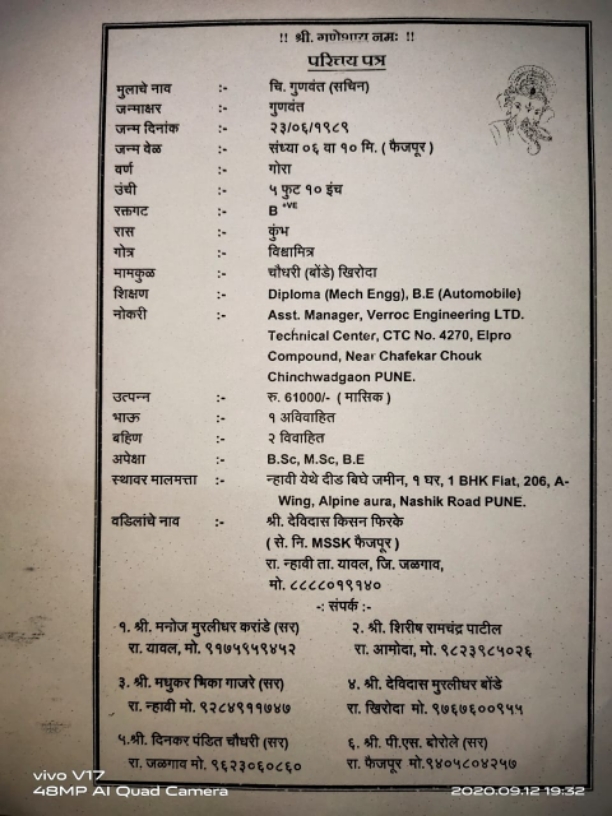 !! श्री. गणेशाय नमः !!
परिचय पत्र
मुलाचे नाव :- चि. गुणवंत (सचिन)
जन्माक्षर :- गुणवंत
जन्म दिनांक :- २३/०६/१९८९
जन्म वेळ :- संध्या ०६ वा १० मि. ( फैजपूर )
वर्ण :- गोरा
उंची :- ५ फुट १० इंच
रक्तगट :- B +VE
रास :- कुंभ
गोत्र :- विश्वामित्र
मामकुळ :- चौधरी (बोंडे) खिरोदा
शिक्षण :- Diploma (Mech Engg), B.E (Automobile)
नोकरी :- Asst. Manager, Verroc Engineering LTD.
Technical Center, CTC No. 4270, Elpro
Compound, Near Chafekar Chouk
Chinchwadgaon PUNE.
उत्पन्न :- रु. 61000/- ( मासिक )
भाऊ :- १ अविवाहित
बहिण :- २ विवाहित
अपेक्षा :- B.Sc, M.Sc, B.E
स्थावर मालमत्ता :- न्हावी येथे दीड बिघे जमीन, १ घर, 1 BHK Flat, 206, A-
Wing, Alpine aura, Nashik Road PUNE.
वडिलांचे नाव :- श्री. देविदास किसन फिरके
( से. नि. MSSK फैजपूर )
रा. न्हावी ता. यावल, जि. जळगाव,
मो. ८८८८०१९१४०
-: संपर्क :-
१. श्री. मनोज मुरलीधर करांडे (सर) २. श्री. शिरीष रामचंद्र पाटील
रा. यावल, मो. ९१७५९५९४५२ रा. आमोदा, मो. ९८२३९८५०२६
३. श्री. मधुकर भिका गाजरे (सर) ४. श्री. देविदास मुरलीधर बोंडे
रा. न्हावी मो. ९२८४९११७४७ रा. खिरोदा मो. ९७६७६००९५५
५.श्री. दिनकर पंडित चौधरी (सर) ६. श्री. पी.एस. बोरोले (सर)
रा. जळगाव मो. ९६२३०६०८६० रा. फैजपूर मो.९४०५८०४२५७
vivo V17
48MP AI Quad Camera 2020.09.12 19:32